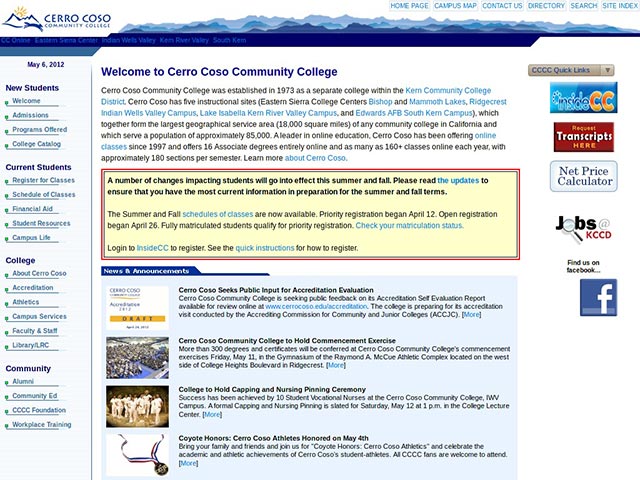 CERRO COSO
COMMUNITY COLLEGE
HOME PAGE CAMPUS MAP CONTACT US DIRECTORY SEARCH SITE INDEX
CC Online Eastern Sierra Center Indian Wells Valley Kern River Valley South Kern
May 6, 2012
New Students
Welcome
Admissions
Programs Offered
College Catalog
Current Students
Register for Classes
Schedule of Classes
Financial Aid
Student Resources
Campus Life
College
About Cerro Coso
Accreditation
Athletics
Campus Services
Faculty & Staff
Library/LRC
Community
Alumni
Community Ed
CCCC Foundation
Workplace Training
Welcome to Cerro Coso Community College
Cerro Coso Community College was established in 1973 as a separate college within the Kern Community College
District. Cerro Coso has five instructional sites (Eastern Sierra College Centers Bishop and Mammoth Lakes, Ridgecrest
Indian Wells Valley Campus, Lake Isabella Kern River Valley Campus, and Edwards AFB South Kern Campus), which
together form the largest geographical service area (18,000 square miles) of any community college in California and
which serve a population of approximately 85,000. A leader in online education, Cerro Coso has been offering online
classes since 1997 and offers 16 Associate degrees entirely online and as many as 160+ classes online each year, with
approximately 180 sections per semester. Learn more about Cerro Coso.
A number of changes impacting students will go into effect this summer and fall. Please read the updates to
ensure that you have the most current information in preparation for the summer and fall terms.
The Summer and Fall schedules of classes are now available. Priority registration began April 12. Open registration
began April 26. Fully matriculated students qualify for priority registration. Check your matriculation status.
Login to InsideCC to register. See the quick instructions for how to register.
News & Announcements
CERRO COSO
COMMUNITY COLLEGE
Accreditation
2012
DRAFT
April 24, 2012
Cerro Coso Seeks Public Input for Accreditation Evaluation
Cerro Coso Community College is seeking public feedback on its Accreditation Self Evaluation Report
available for review online at www.cerrocoso.edu/accreditation. The college is preparing for its accreditation
visit conducted by the Accrediting Commission for Community and Junior Colleges (ACCJC). [More]
Cerro Coso Community College to Hold Commencement Exercise
More than 300 degrees and certificates will be conferred at Cerro Coso Community College's commencement
exercises Friday, May 11, in the Gymnasium of the Raymond A. McCue Athletic Complex located on the west
side of College Heights Boulevard in Ridgecrest. [More]
College to Hold Capping and Nursing Pinning Ceremony
Success has been achieved by 10 Student Vocational Nurses at the Cerro Coso Community College, IWV
Campus. A formal Capping and Nursing Pinning is slated for Saturday, May 12 at 1 p.m. in the College Lecture
Center. [More]
Coyote Honors: Cerro Coso Athletes Honored on May 4th
Bring your family and friends and join us for "Coyote Honors: Cerro Coso Athletics" and celebrate the
academic and athletic achievements of Cerro Coso's student-athletes. All CCCC fans are welcome to attend.
[More]
CCCC Quick Links
insideCC
Request
Transcripts
HERE
Net Price
Calculator
Jobs@
KCCD
Find us on
facebook...
f